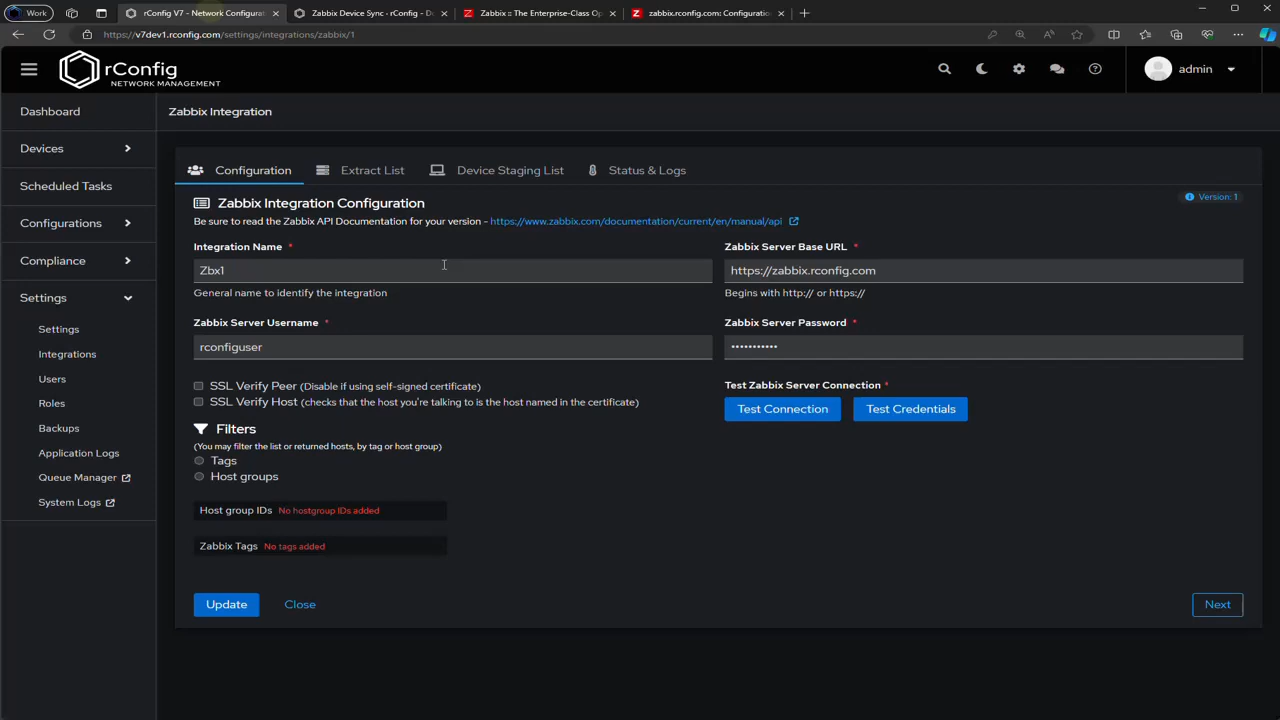 Work
rConfig V7 - Network Configurat
Zabbix Device Sync - rConfig - D
Zabbix :: The Enterprise-Class Op
zabbix.rconfig.com: Configuration
https://v7dev1.rconfig.com/settings/integrations/zabbix/1
rConfig
NETWORK MANAGEMENT
admin
Dashboard
Devices
Scheduled Tasks
Configurations
Compliance
Settings
Settings
Integrations
Users
Roles
Backups
Application Logs
Queue Manager
System Logs
Zabbix Integration
Configuration
Extract List
Device Staging List
Status & Logs
Zabbix Integration Configuration
Version: 1
Be sure to read the Zabbix API Documentation for your version - https://www.zabbix.com/documentation/current/en/manual/api
Integration Name *
Zabbix Server Base URL *
Zbx1
https://zabbix.rconfig.com
General name to identify the integration
Begins with http:// or https://
Zabbix Server Username *
Zabbix Server Password *
rconfiguser
•••••••••••
SSL Verify Peer (Disable if using self-signed certificate)
SSL Verify Host (checks that the host you're talking to is the host named in the certificate)
Test Zabbix Server Connection *
Test Connection
Test Credentials
Filters
(You may filter the list or returned hosts, by tag or host group)
Tags
Host groups
Host group IDs No hostgroup IDs added
Zabbix Tags No tags added
Update
Close
Next